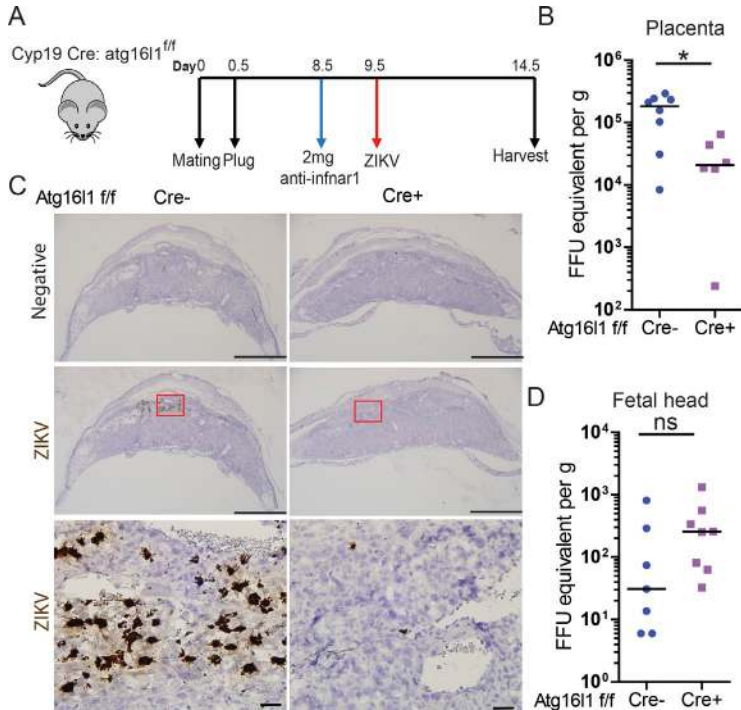 A
Cyp19 Cre: atg16l1f/f
Day 0 0.5 8.5 9.5 14.5
Mating Plug 2mg anti-infnar1 ZIKV Harvest
B
Placenta
*
FFU equivalent per g
10^6
10^5
10^4
10^3
10^2
Atg16l1 f/f Cre- Cre+
C
Atg16l1 f/f Cre- Cre+
Negative
ZIKV
ZIKV
D
Fetal head
ns
FFU equivalent per g
10^4
10^3
10^2
10^1
10^0
Atg16l1 f/f Cre- Cre+